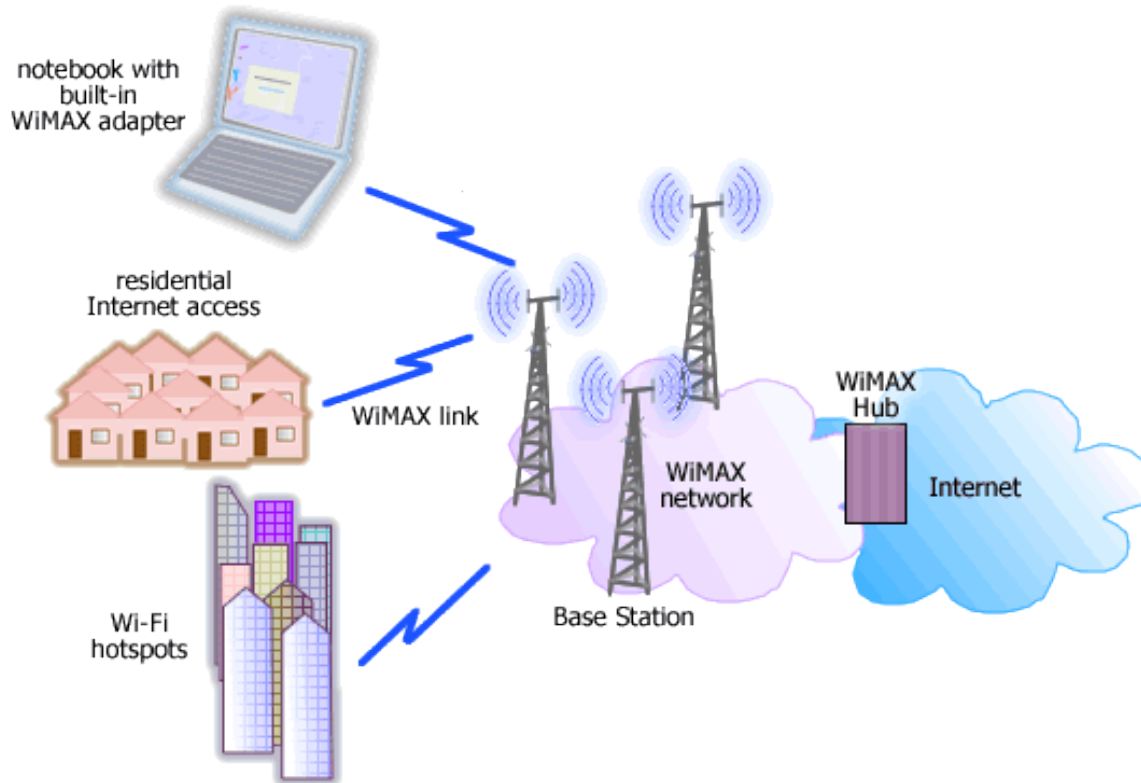 notebook with
built-in
WiMAX adapter
residential
Internet access
WiMAX link
WiMAX
Hub
WiMAX
network
Internet
Base Station
Wi-Fi
hotspots